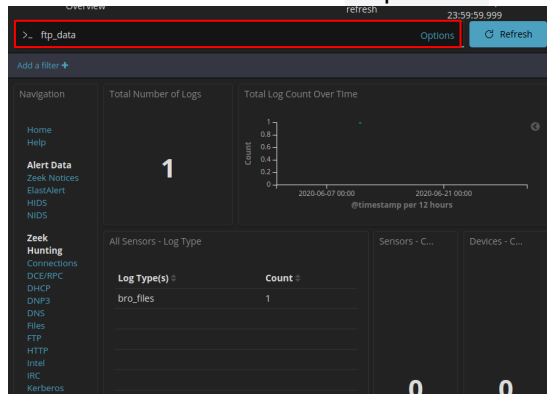 Overview
refresh
23:59:59.999
>_ ftp_data
Options
Refresh
Add a filter +
Navigation
Home
Help
Alert Data
Zeek Notices
ElastAlert
HIDS
NIDS
Zeek
Hunting
Connections
DCE/RPC
DHCP
DNP3
DNS
Files
FTP
HTTP
Intel
IRC
Kerberos
Total Number of Logs
1
Total Log Count Over Time
Count
1
0.8
0.6
0.4
0.2
0
2020-06-07 00:00
2020-06-21 00:00
@timestamp per 12 hours
All Sensors - Log Type
Log Type(s)
Count
bro_files
1
Sensors - C...
0
Devices - C...
0